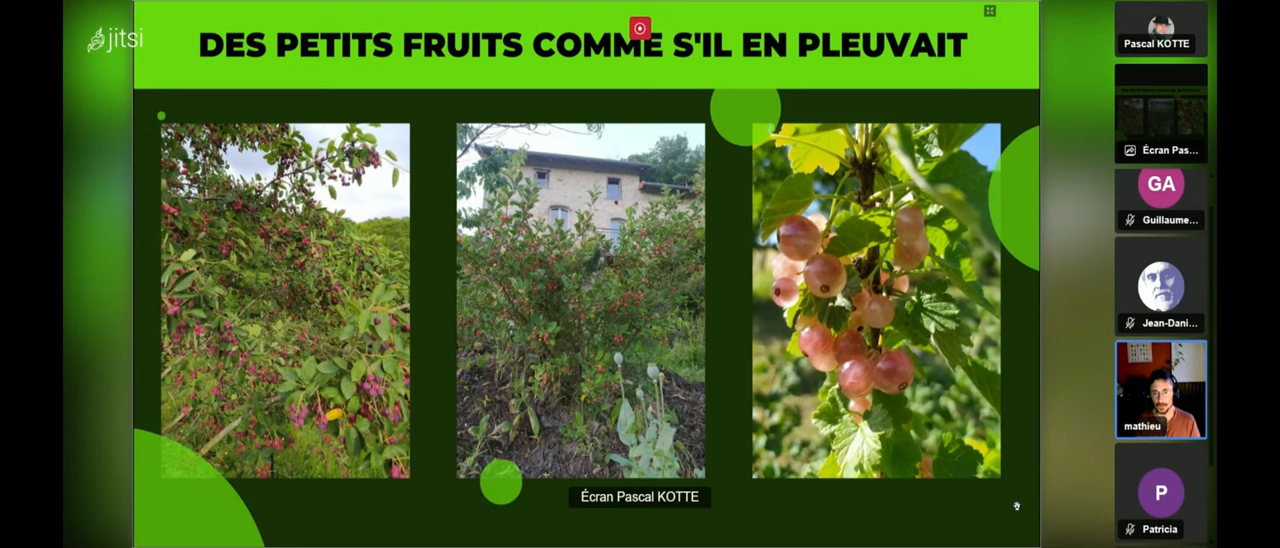 jitsi
DES PETITS FRUITS COMME S'IL EN PLEUVAIT
Écran Pascal KOTTE
Pascal KOTTE
Écran Pas...
GA
Guillaume...
Jean-Dani...
mathieu
P
Patricia